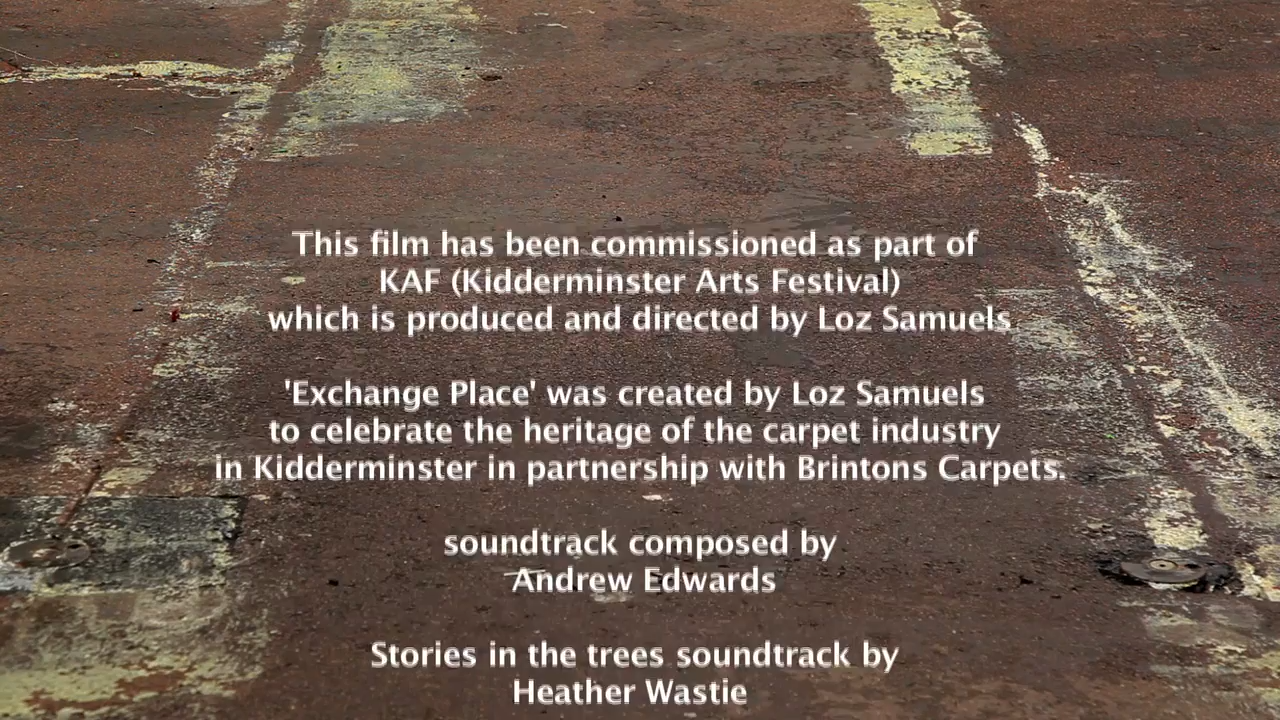 This film has been commissioned as part of
KAF (Kidderminster Arts Festival)
which is produced and directed by Loz Samuels
'Exchange Place' was created by Loz Samuels
to celebrate the heritage of the carpet industry
in Kidderminster in partnership with Brintons Carpets.
soundtrack composed by
Andrew Edwards
Stories in the trees soundtrack by
Heather Wastie